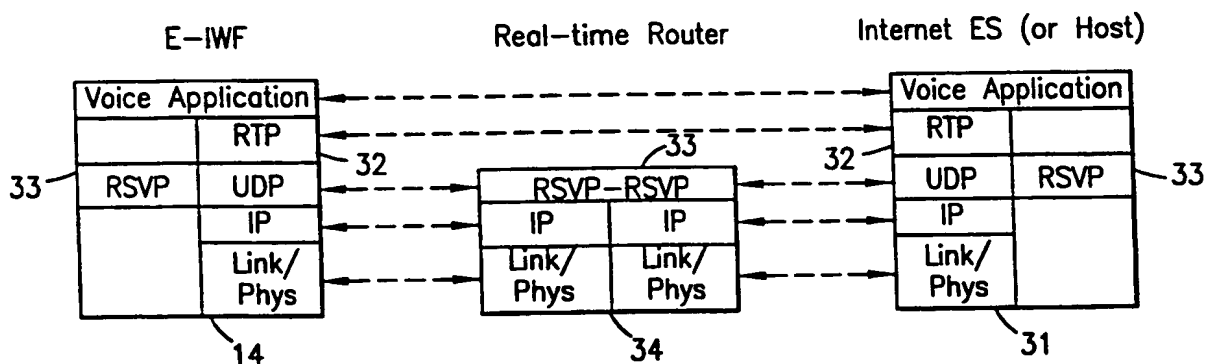 E-IWF Real-time Router Internet ES (or Host)
Voice Application Voice Application
RTP RTP
32 33 32
33 RSVP UDP RSVP-RSVP UDP RSVP 33
IP IP IP IP
Link/ Link/ Link/ Link/
Phys Phys Phys Phys
14 34 31